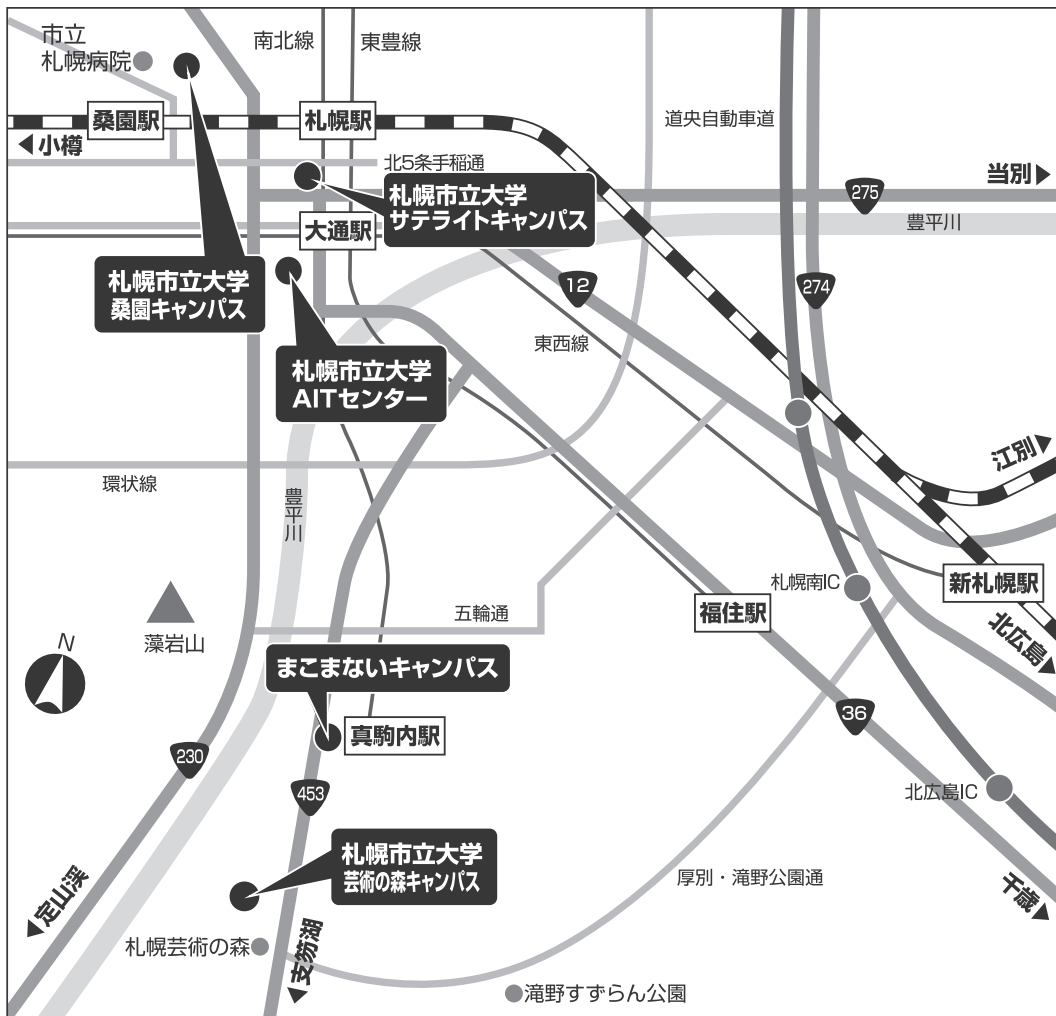 市立
札幌病院
南北線
東豊線
道央自動車道
桑園駅
札幌駅
小樽
北5条手稲通
札幌市立大学
サテライトキャンパス
当別
275
豊平川
大通駅
札幌市立大学
桑園キャンパス
12
274
東西線
札幌市立大学
AITセンター
江別
環状線
豊平川
札幌南IC
新札幌駅
福住駅
五輪通
藻岩山
北広島
N
まこまないキャンパス
真駒内駅
36
230
453
北広島IC
札幌市立大学
芸術の森キャンパス
厚別・滝野公園通
千歳
定山渓
札幌芸術の森
支笏湖
滝野すずらん公園